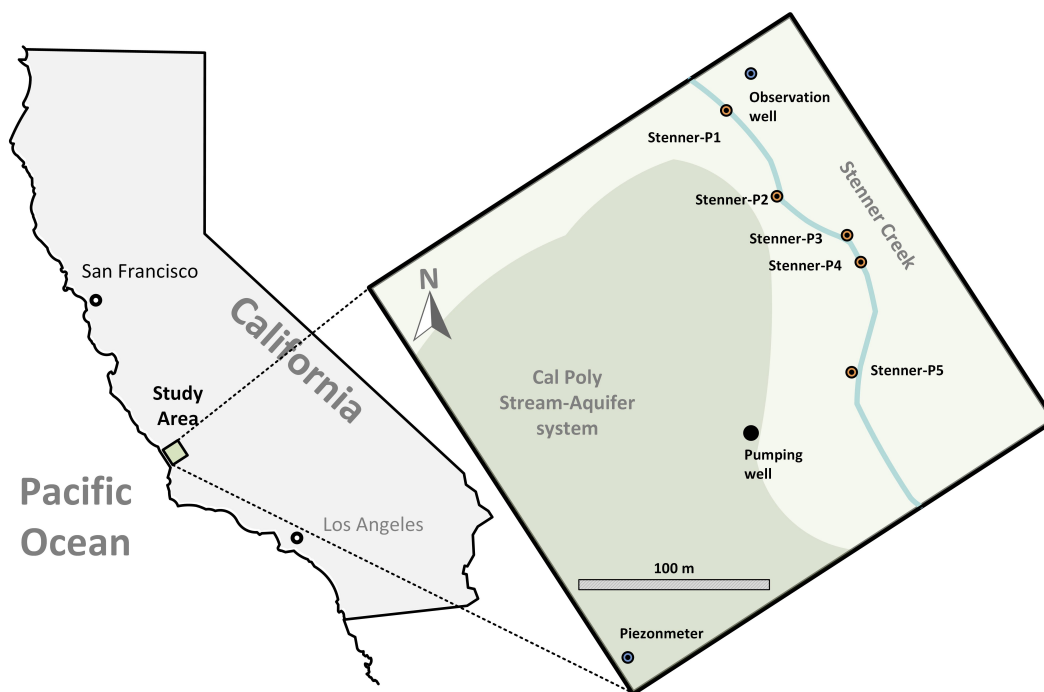 San Francisco
California
Study
Area
Pacific
Ocean
Los Angeles
N
Observation
well
Stenner-P1
Stenner-P2
Stenner-P3
Stenner-P4
Stenner Creek
Stenner-P5
Cal Poly
Stream-Aquifer
system
Pumping
well
100 m
Piezonmeter